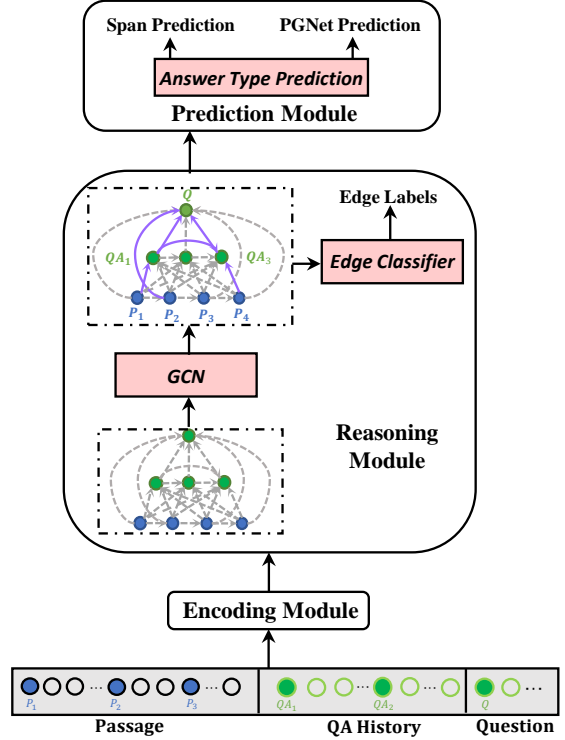 Span Prediction PGNet Prediction
Answer Type Prediction
Prediction Module
Q
Edge Labels
QA1 QA3
Edge Classifier
P1 P2 P3 P4
GCN
Reasoning
Module
Encoding Module
... ... ... ... ... ...
P1 P2 P3 QA1 QA2 Q
Passage QA History Question